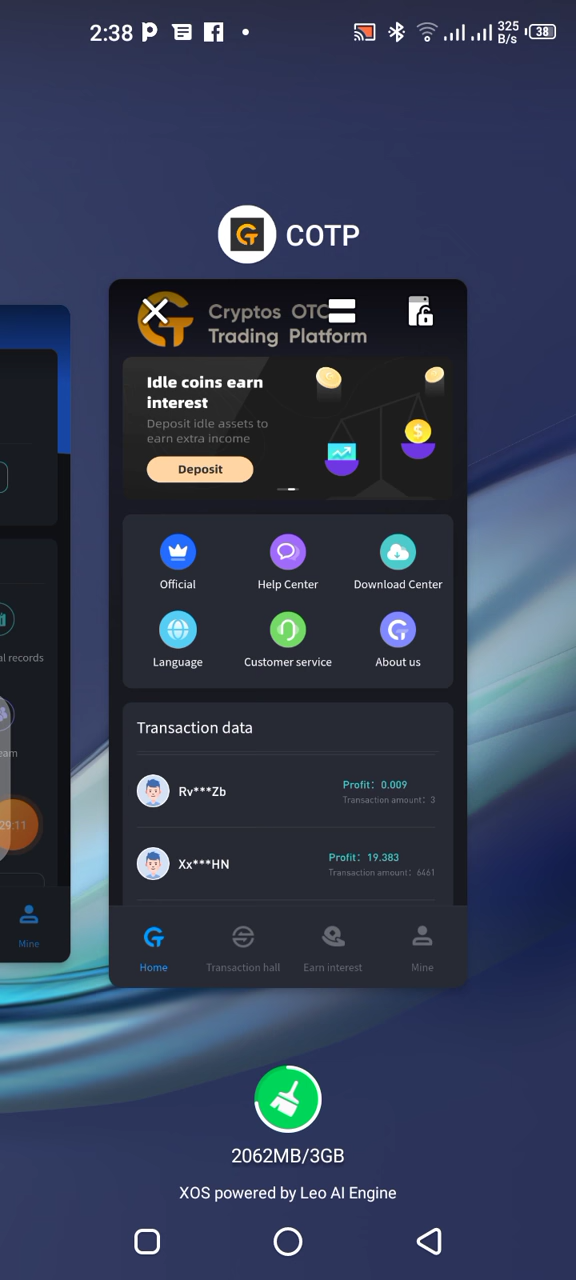 2:38
325
B/s
38
COTP
Cryptos OTC
Trading Platform
Idle coins earn
interest
Deposit idle assets to
earn extra income
Deposit
Official
Help Center
Download Center
Language
Customer service
About us
al records
eam
29:11
Mine
Transaction data
Rv***Zb
Profit: 0.009
Transaction amount: 3
Xx***HN
Profit: 19.383
Transaction amount: 6461
Home
Transaction hall
Earn interest
Mine
2062MB/3GB
XOS powered by Leo AI Engine